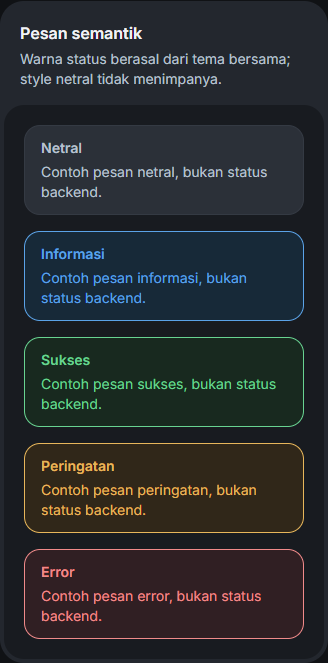 Pesan semantik
Warna status berasal dari tema bersama;
style netral tidak menimpanya.
Netral
Contoh pesan netral, bukan status
backend.
Informasi
Contoh pesan informasi, bukan
status backend.
Sukses
Contoh pesan sukses, bukan status
backend.
Peringatan
Contoh pesan peringatan, bukan
status backend.
Error
Contoh pesan error, bukan status
backend.